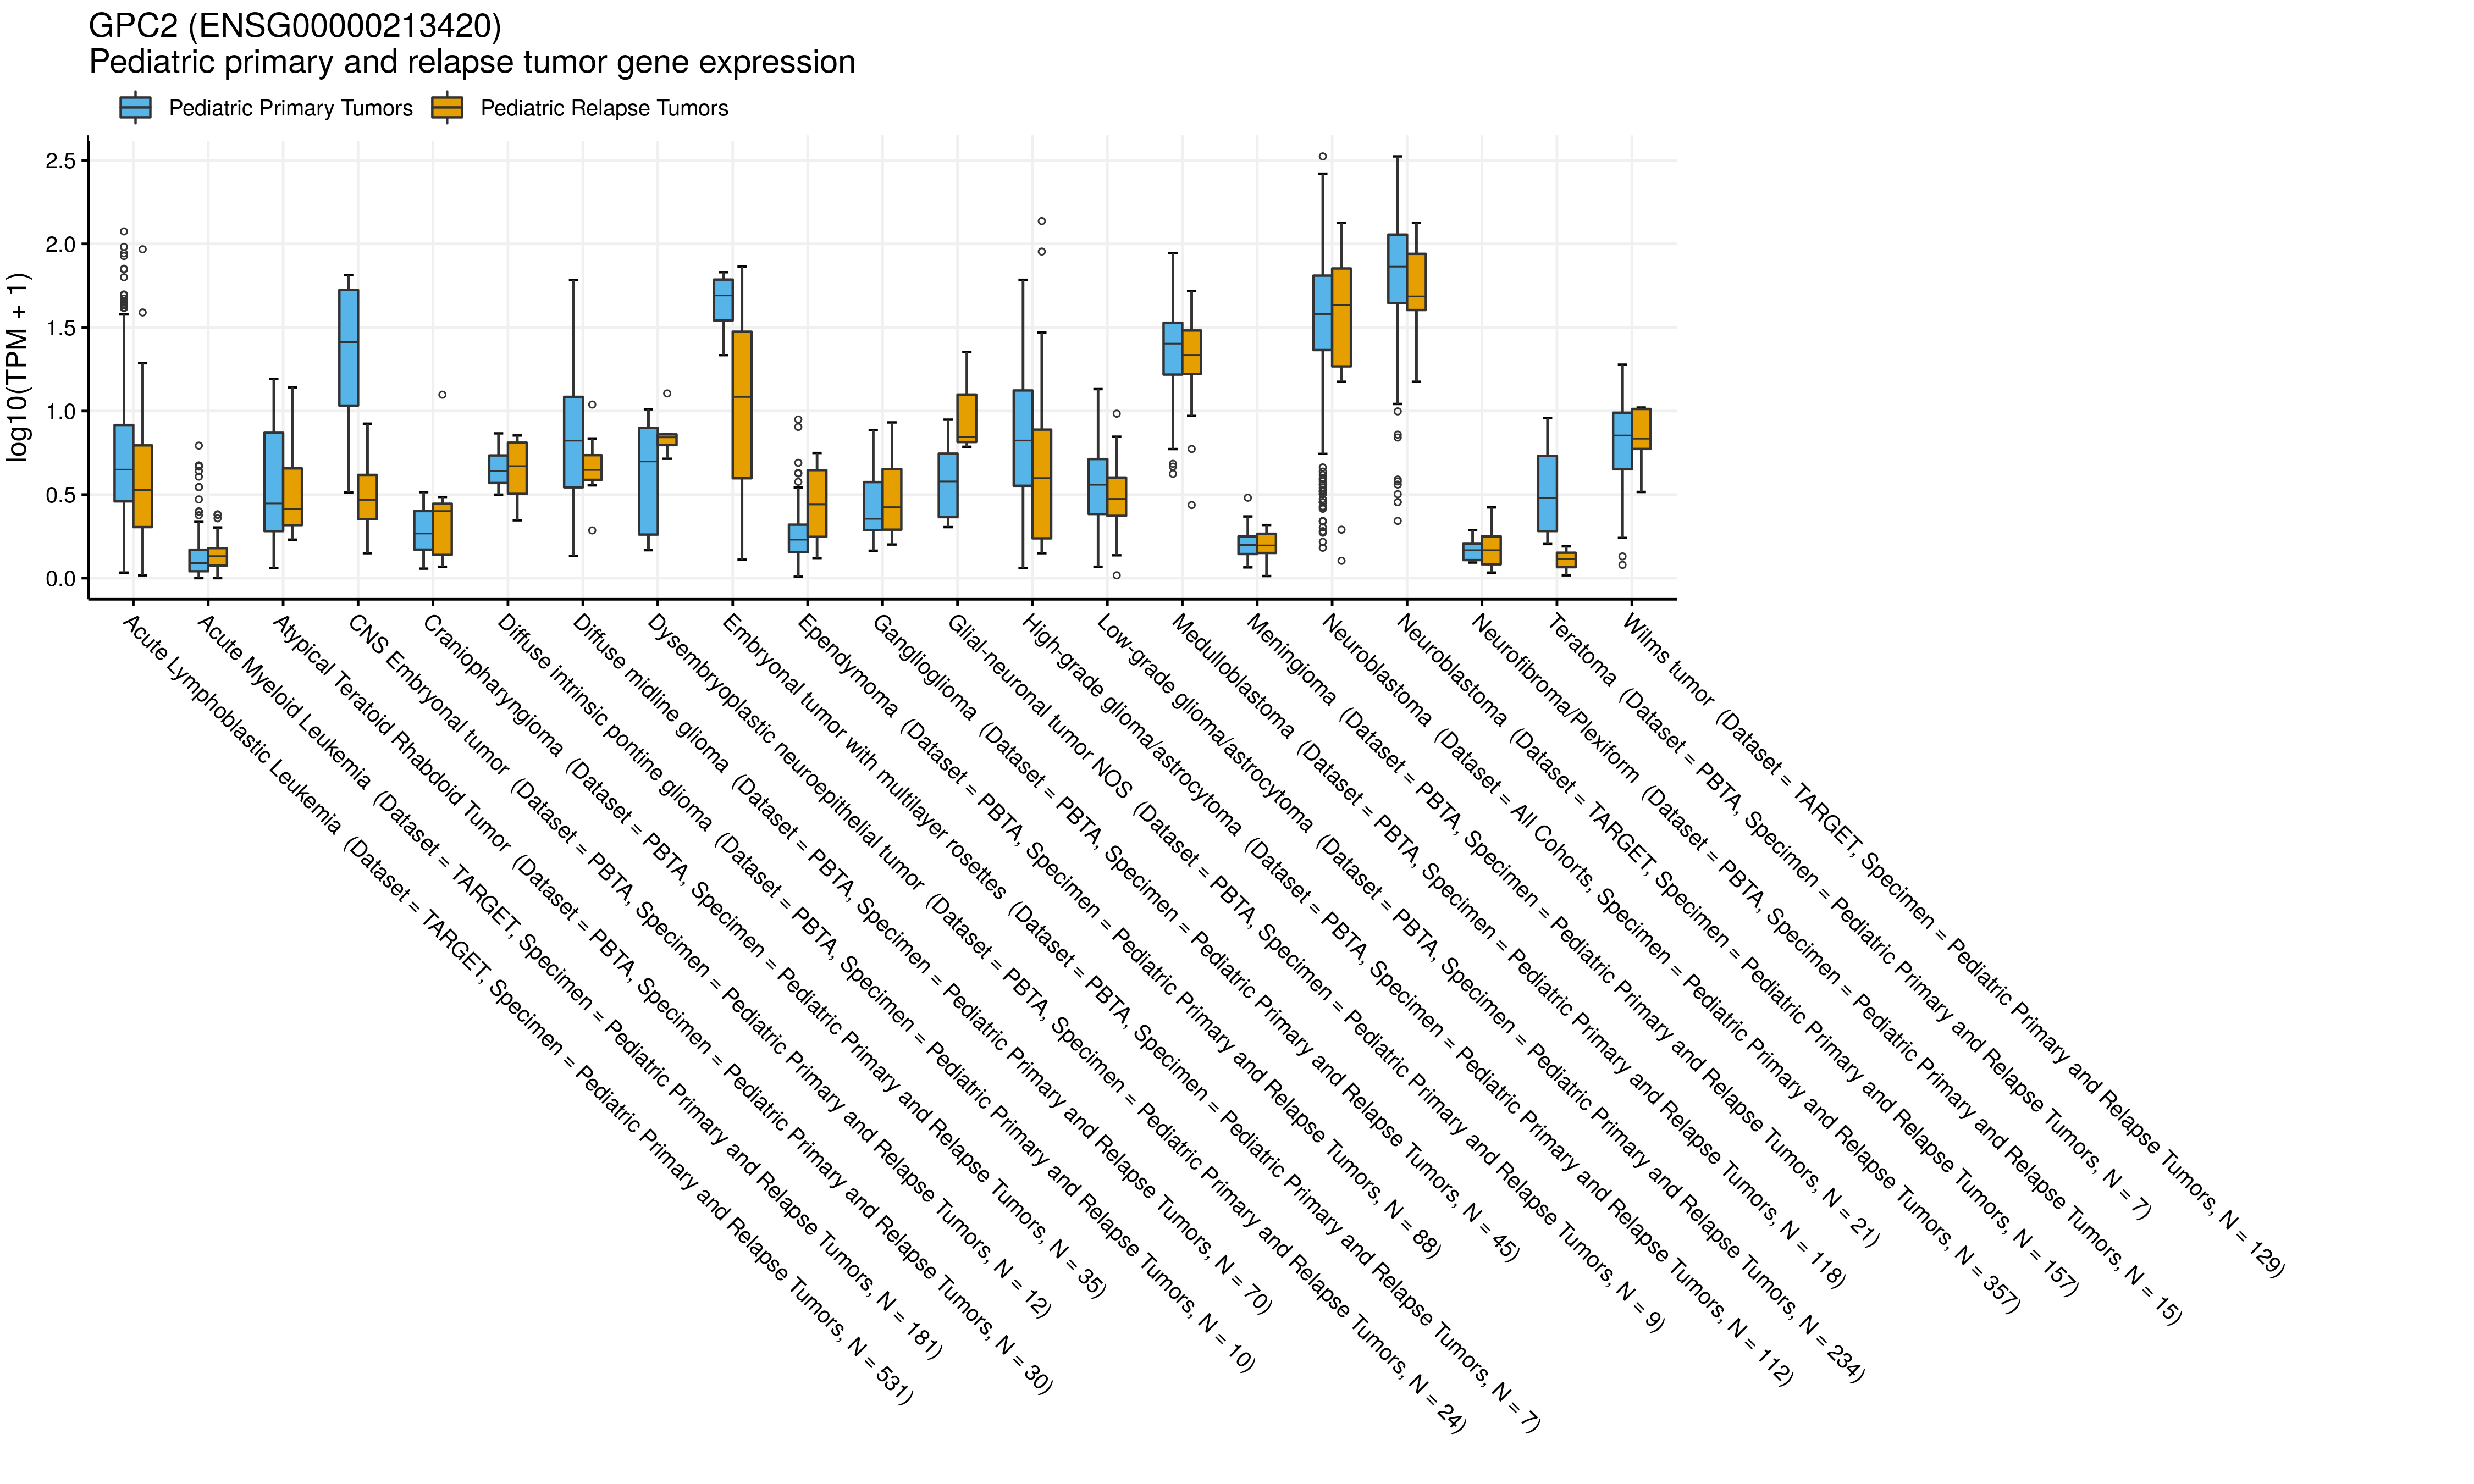 GPC2 (ENSG00000213420)
Pediatric primary and relapse tumor gene expression
Pediatric Primary Tumors
Pediatric Relapse Tumors
log10(TPM + 1)
2.5
2.0
1.5
1.0
0.5
0.0
Acute Lymphoblastic Leukemia (Dataset = TARGET, Specimen = Pediatric Primary and Relapse Tumors, N = 531)
Acute Myeloid Leukemia (Dataset = TARGET, Specimen = Pediatric Primary and Relapse Tumors, N = 181)
Atypical Teratoid Rhabdoid Tumor (Dataset = PBTA, Specimen = Pediatric Primary and Relapse Tumors, N = 30)
CNS Embryonal tumor (Dataset = PBTA, Specimen = Pediatric Primary and Relapse Tumors, N = 12)
Craniopharyngioma (Dataset = PBTA, Specimen = Pediatric Primary and Relapse Tumors, N = 35)
Diffuse intrinsic pontine glioma (Dataset = PBTA, Specimen = Pediatric Primary and Relapse Tumors, N = 10)
Diffuse midline glioma (Dataset = PBTA, Specimen = Pediatric Primary and Relapse Tumors, N = 70)
Dysembryoplastic neuroepithelial tumor (Dataset = PBTA, Specimen = Pediatric Primary and Relapse Tumors, N = 24)
Embryonal tumor with multilayer rosettes (Dataset = PBTA, Specimen = Pediatric Primary and Relapse Tumors, N = 7)
Ependymoma (Dataset = PBTA, Specimen = Pediatric Primary and Relapse Tumors, N = 88)
Ganglioglioma (Dataset = PBTA, Specimen = Pediatric Primary and Relapse Tumors, N = 45)
Glial-neuronal tumor NOS (Dataset = PBTA, Specimen = Pediatric Primary and Relapse Tumors, N = 9)
High-grade glioma/astrocytoma (Dataset = PBTA, Specimen = Pediatric Primary and Relapse Tumors, N = 112)
Low-grade glioma/astrocytoma (Dataset = PBTA, Specimen = Pediatric Primary and Relapse Tumors, N = 234)
Medulloblastoma (Dataset = PBTA, Specimen = Pediatric Primary and Relapse Tumors, N = 118)
Meningioma (Dataset = PBTA, Specimen = Pediatric Primary and Relapse Tumors, N = 21)
Neuroblastoma (Dataset = All Cohorts, Specimen = Pediatric Primary and Relapse Tumors, N = 357)
Neuroblastoma (Dataset = TARGET, Specimen = Pediatric Primary and Relapse Tumors, N = 157)
Neurofibroma/Plexiform (Dataset = PBTA, Specimen = Pediatric Primary and Relapse Tumors, N = 15)
Teratoma (Dataset = PBTA, Specimen = Pediatric Primary and Relapse Tumors, N = 7)
Wilms tumor (Dataset = TARGET, Specimen = Pediatric Primary and Relapse Tumors, N = 129)